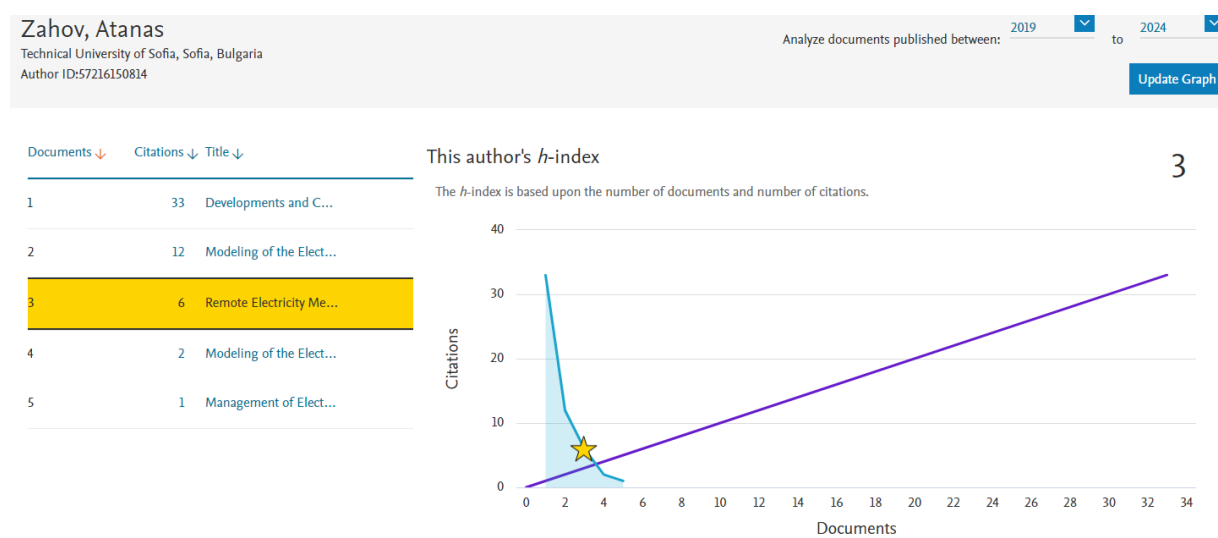 Zahov, Atanas
Technical University of Sofia, Sofia, Bulgaria
Author ID:57216150814
Analyze documents published between: 2019 to 2024
Update Graph
Documents Citations Title
1 33 Developments and C...
2 12 Modeling of the Elect...
3 6 Remote Electricity Me...
4 2 Modeling of the Elect...
5 1 Management of Elect...
This author's h-index
3
The h-index is based upon the number of documents and number of citations.
40
30
20
10
0
Citations
0 2 4 6 8 10 12 14 16 18 20 22 24 26 28 30 32 34
Documents